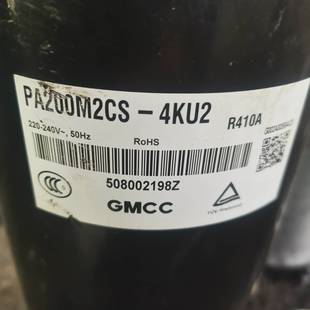 PA200M2CS-4KU2 R410A
220-240V~, 50Hz
RoHS
508002198Z
GMCC